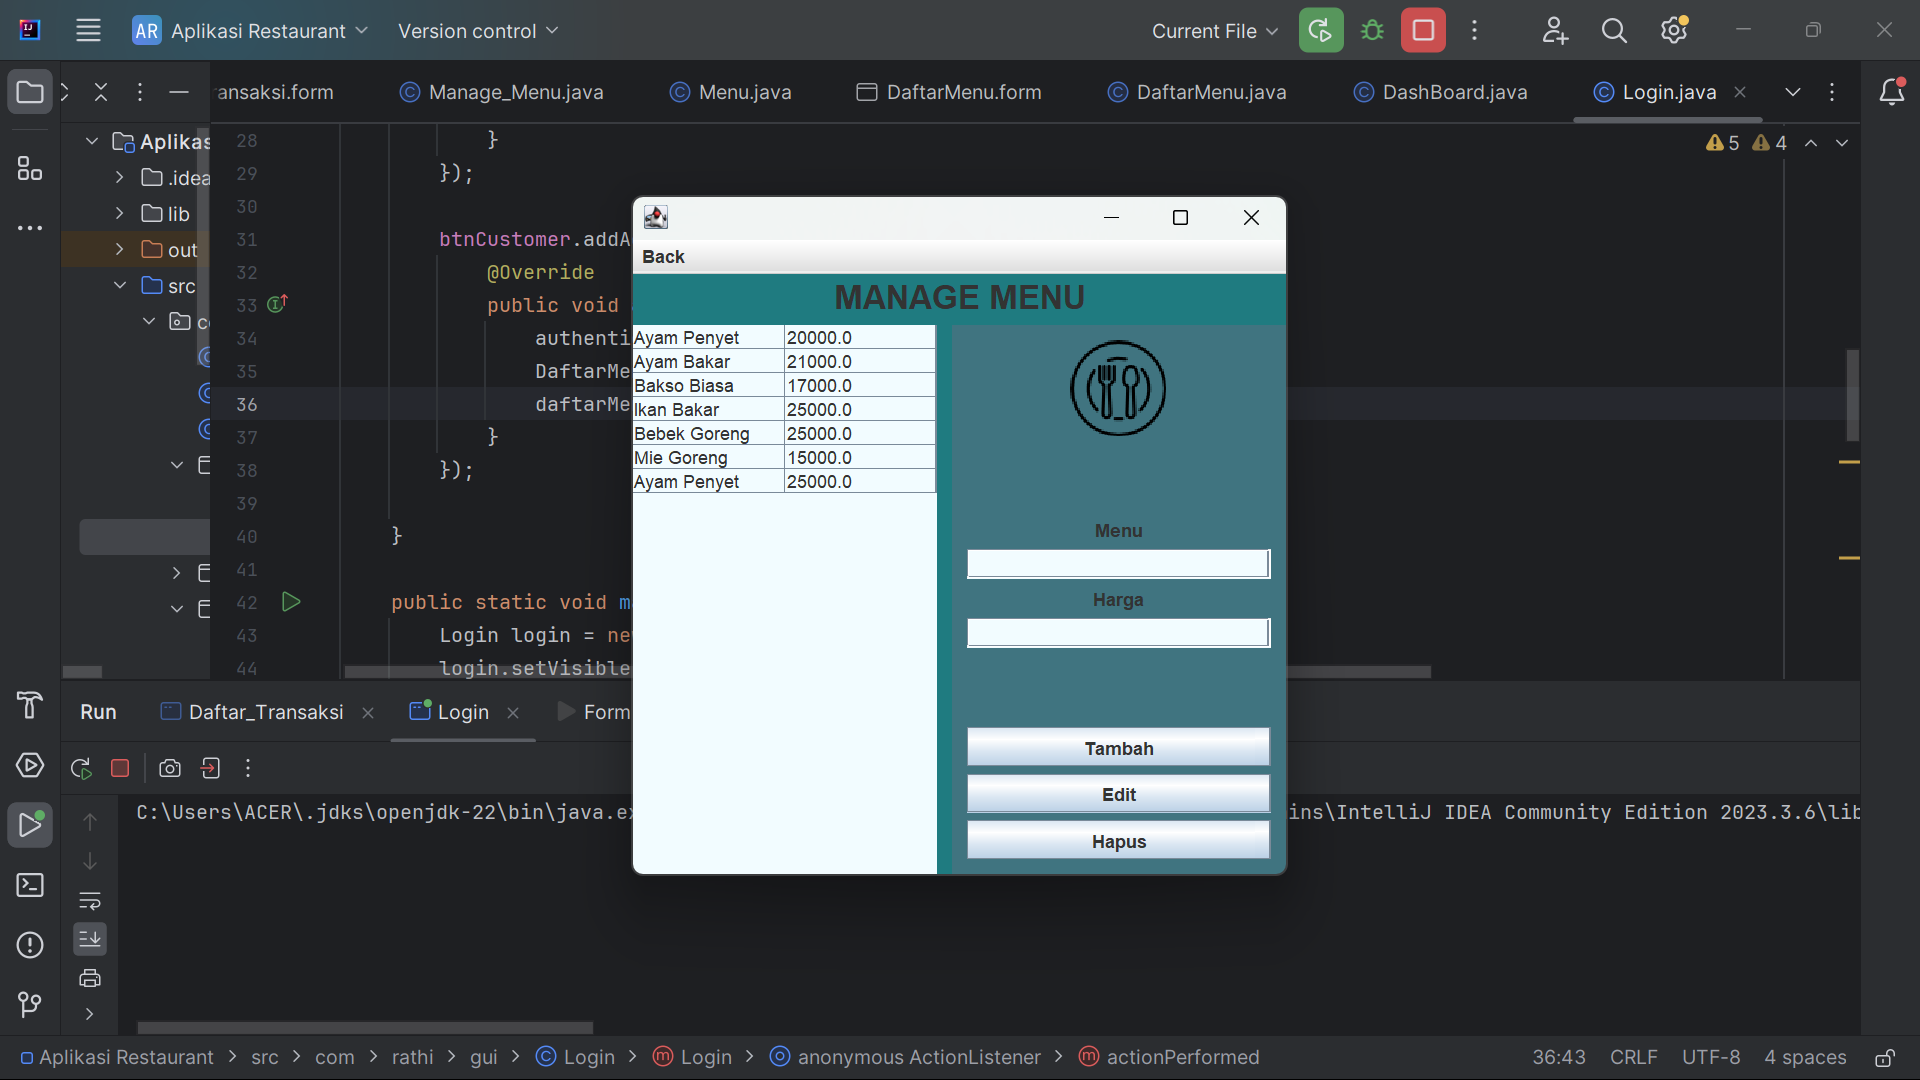 AR Aplikasi Restaurant Version control Current File
ansaksi.form Manage_Menu.java Menu.java DaftarMenu.form DaftarMenu.java DashBoard.java Login.java
Aplikas
.idea
lib
out
src
28 }
29 });
30
31 btnCustomer.addA
32 @Override
33 public void
34 authenti
35 DaftarMe
36 daftarMe
37 }
38 });
39
40 }
41
42 public static void m
43 Login login = ne
44 login.setVisible
5 4
Back
MANAGE MENU
Ayam Penyet 20000.0
Ayam Bakar 21000.0
Bakso Biasa 17000.0
Ikan Bakar 25000.0
Bebek Goreng 25000.0
Mie Goreng 15000.0
Ayam Penyet 25000.0
Menu
Harga
Tambah
Edit
Hapus
Run Daftar_Transaksi Login Form
C:\Users\ACER\.jdks\openjdk-22\bin\java.ex ins\IntelliJ IDEA Community Edition 2023.3.6\lib
Aplikasi Restaurant > src > com > rathi > gui > Login > Login > anonymous ActionListener > actionPerformed 36:43 CRLF UTF-8 4 spaces